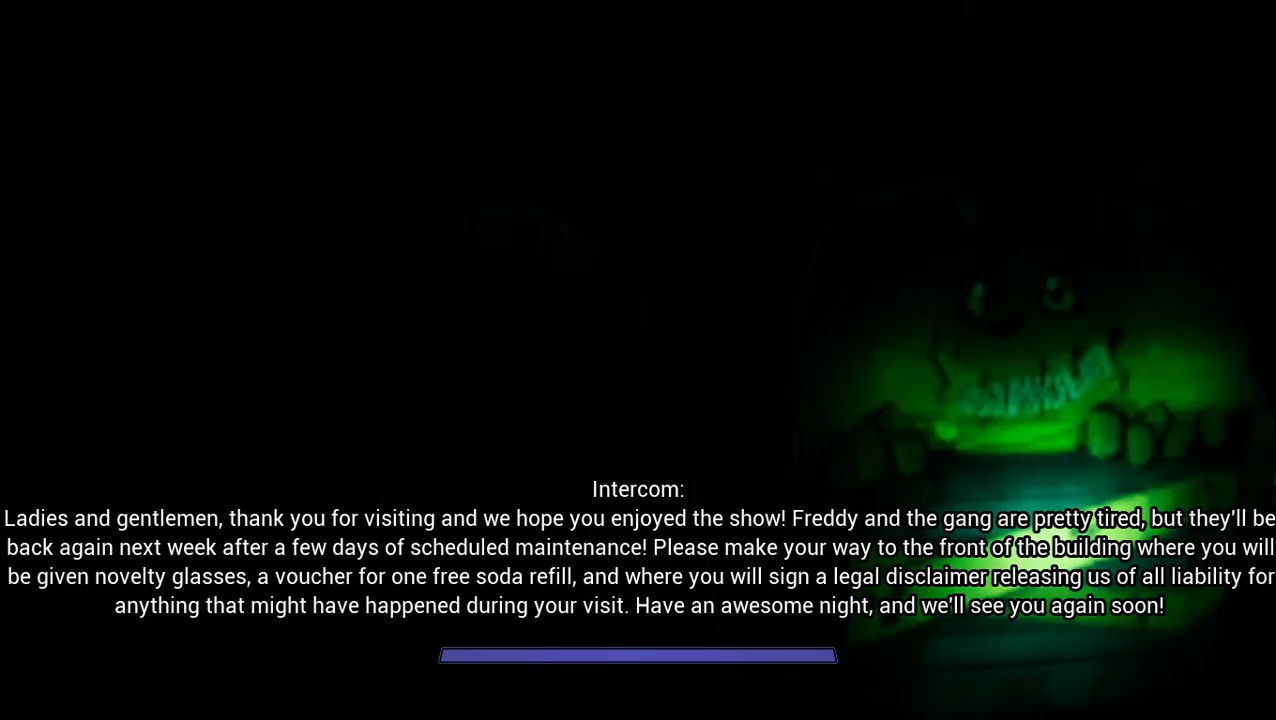 Intercom:
Ladies and gentlemen, thank you for visiting and we hope you enjoyed the show! Freddy and the gang are pretty tired, but they'll be
back again next week after a few days of scheduled maintenance! Please make your way to the front of the building where you will
be given novelty glasses, a voucher for one free soda refill, and where you will sign a legal disclaimer releasing us of all liability for
anything that might have happened during your visit. Have an awesome night, and we'll see you again soon!